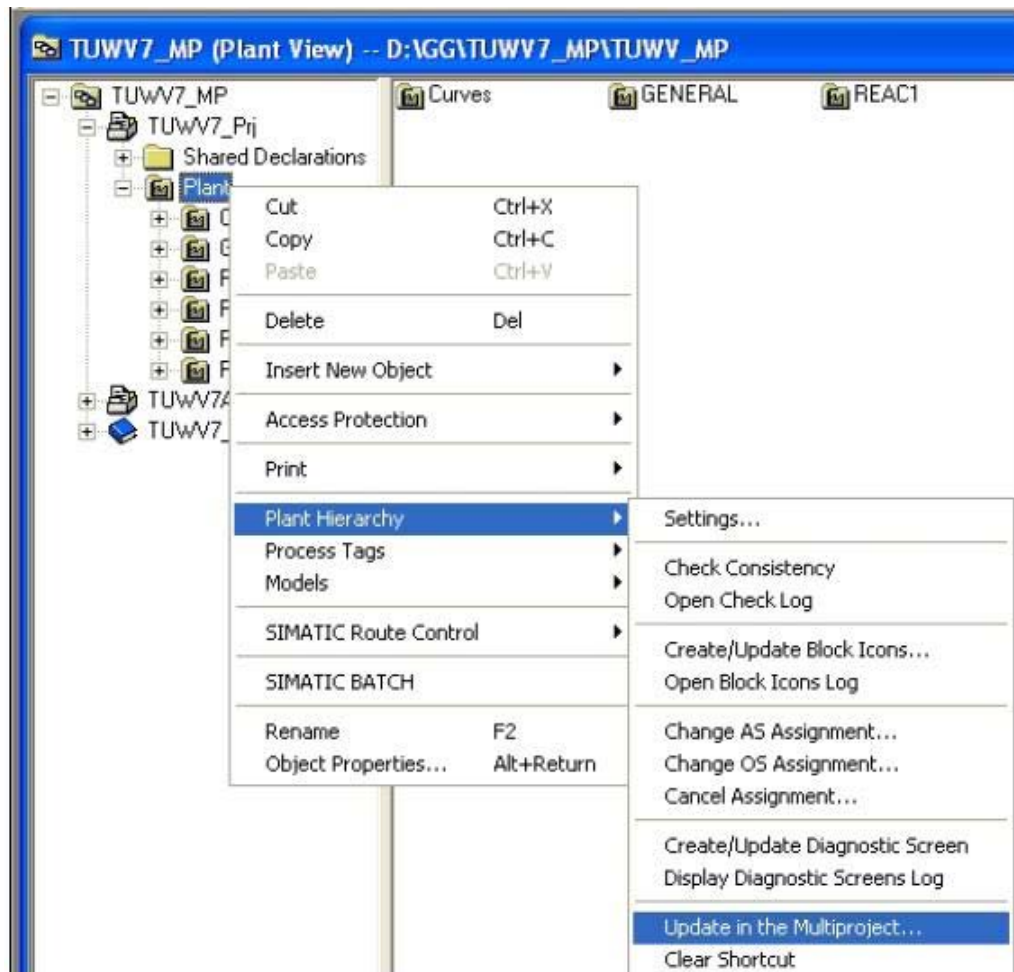 TUWV7_MP (Plant View) -- D:\GG\TUWV7_MP\TUWV_MP
TUWV7_MP
TUWV7_Prj
Shared Declarations
Plant
C
G
F
F
F
F
TUWV7A
TUWV7_
Curves GENERAL REAC1
Cut Ctrl+X
Copy Ctrl+C
Paste Ctrl+V
Delete Del
Insert New Object
Access Protection
Print
Plant Hierarchy
Process Tags
Models
SIMATIC Route Control
SIMATIC BATCH
Rename F2
Object Properties... Alt+Return
Settings...
Check Consistency
Open Check Log
Create/Update Block Icons...
Open Block Icons Log
Change AS Assignment...
Change OS Assignment...
Cancel Assignment...
Create/Update Diagnostic Screen
Display Diagnostic Screens Log
Update in the Multiproject...
Clear Shortcut